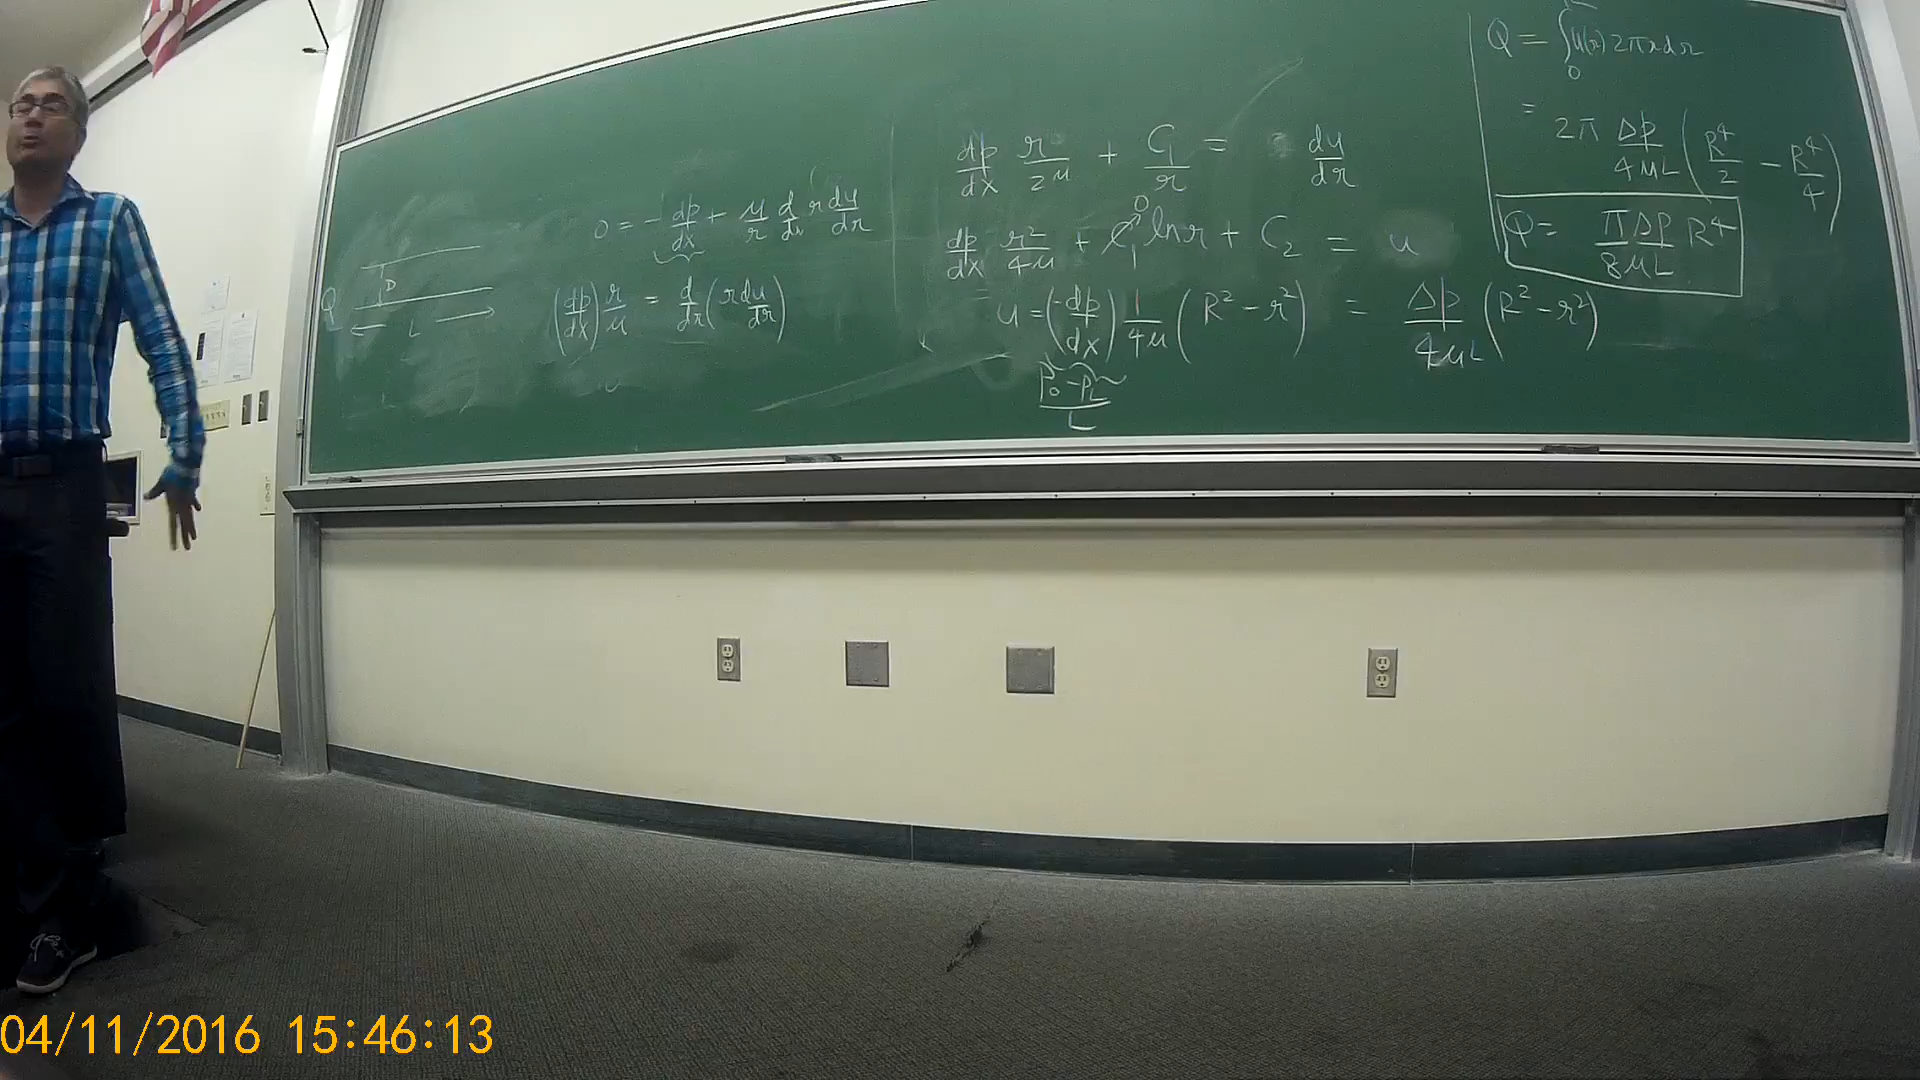 Q
D
L
0 = - dp/dx + μ/r d/dr r du/dr
(dp/dx) r/μ = d/dr (r du/dr)
dp/dx r/2μ + C1/r = du/dr
dp/dx r²/4μ + C1 ln r + C2 = u
0
u = (-dp/dx) 1/4μ (R² - r²) = Δp/4μL (R² - r²)
p0 - pL / L
Q = ∫ u(r) 2πr dr
0
= 2π Δp/4μL (R⁴/2 - R⁴/4)
Q = πΔp/8μL R⁴
04/11/2016 15:46:13